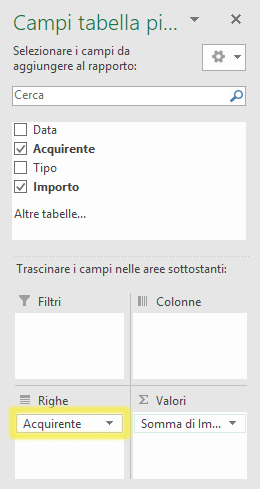 Campi tabella pi...
Selezionare i campi da
aggiungere al rapporto:
Cerca
Data
Acquirente
Tipo
Importo
Altre tabelle...
Trascinare i campi nelle aree sottostanti:
Filtri
Colonne
Righe
Σ Valori
Acquirente
Somma di Im...